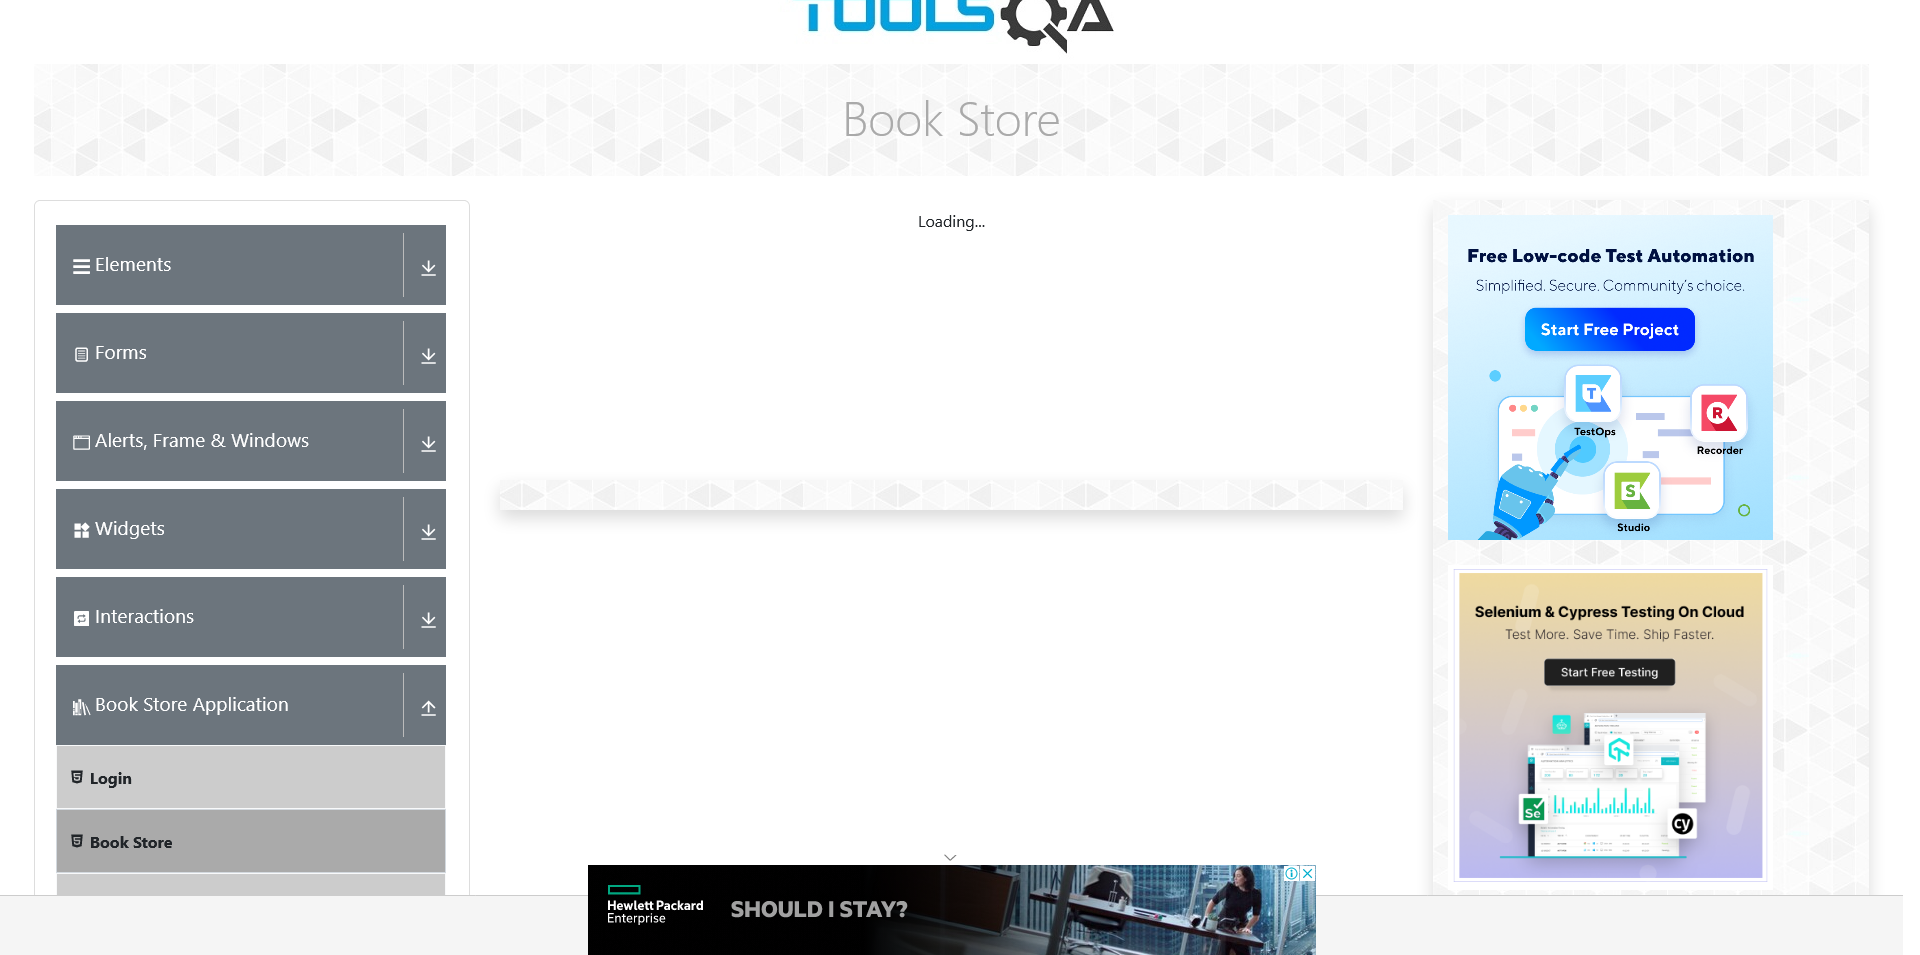 TOOLSQA
Book Store
Elements
Forms
Alerts, Frame & Windows
Widgets
Interactions
Book Store Application
Login
Book Store
Loading...
Free Low-code Test Automation
Simplified. Secure. Community's choice.
Start Free Project
T
TestOps
R
Recorder
S
Studio
Selenium & Cypress Testing On Cloud
Test More. Save Time. Ship Faster.
Start Free Testing
Se
cy
Hewlett Packard
Enterprise
SHOULD I STAY?